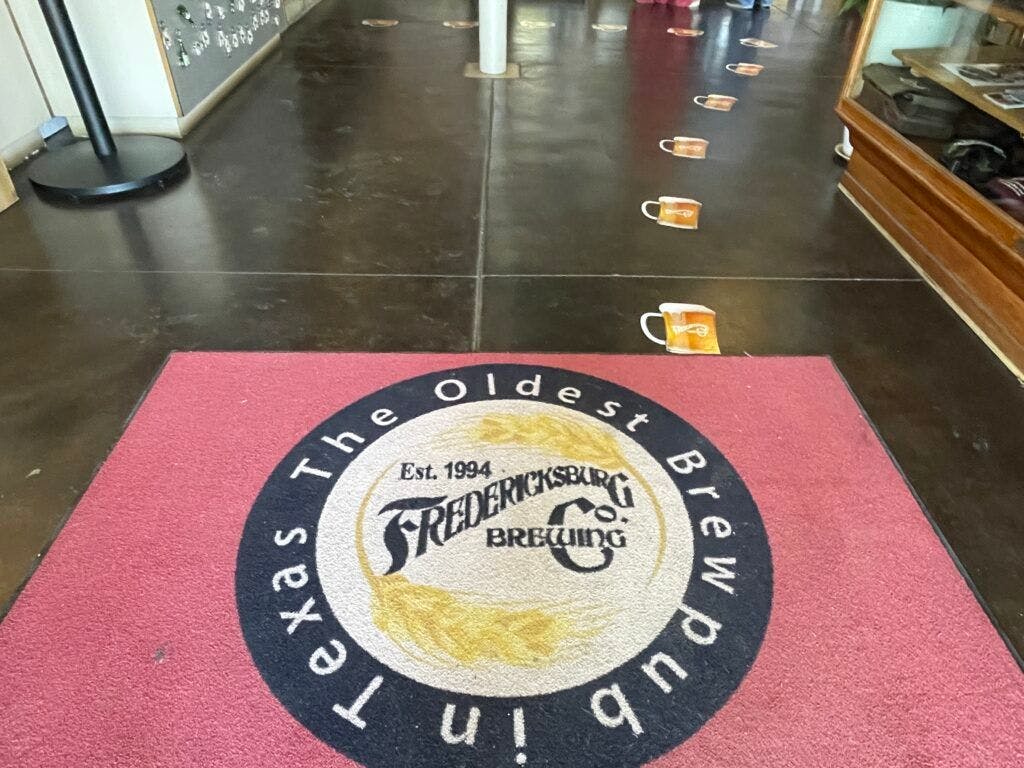 The Oldest Brewpub in Texas
Est. 1994
FREDERICKSBURG
BREWING Co.